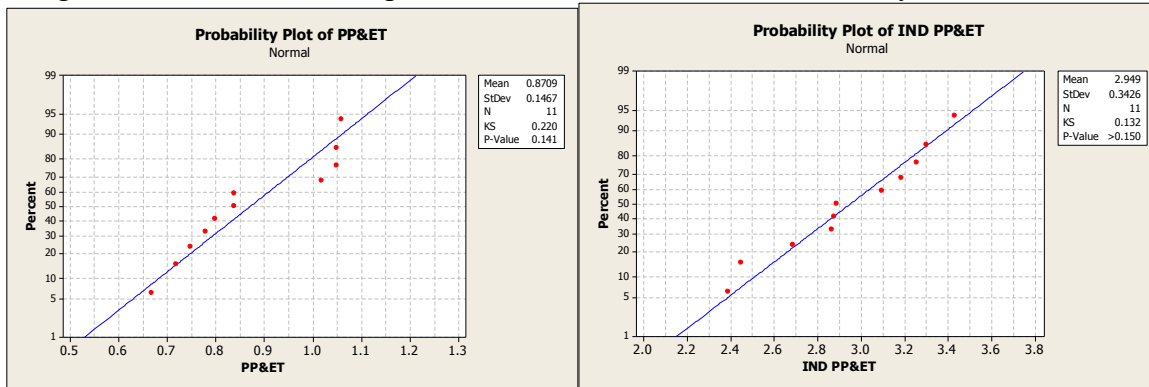 Probability Plot of PP&ET
Normal
99
95
90
80
70
60
50
40
30
20
10
5
1
Percent
0.5 0.6 0.7 0.8 0.9 1.0 1.1 1.2 1.3
PP&ET
Mean 0.8709
StDev 0.1467
N 11
KS 0.220
P-Value 0.141
Probability Plot of IND PP&ET
Normal
99
95
90
80
70
60
50
40
30
20
10
5
1
Percent
2.0 2.2 2.4 2.6 2.8 3.0 3.2 3.4 3.6 3.8
IND PP&ET
Mean 2.949
StDev 0.3426
N 11
KS 0.132
P-Value >0.150